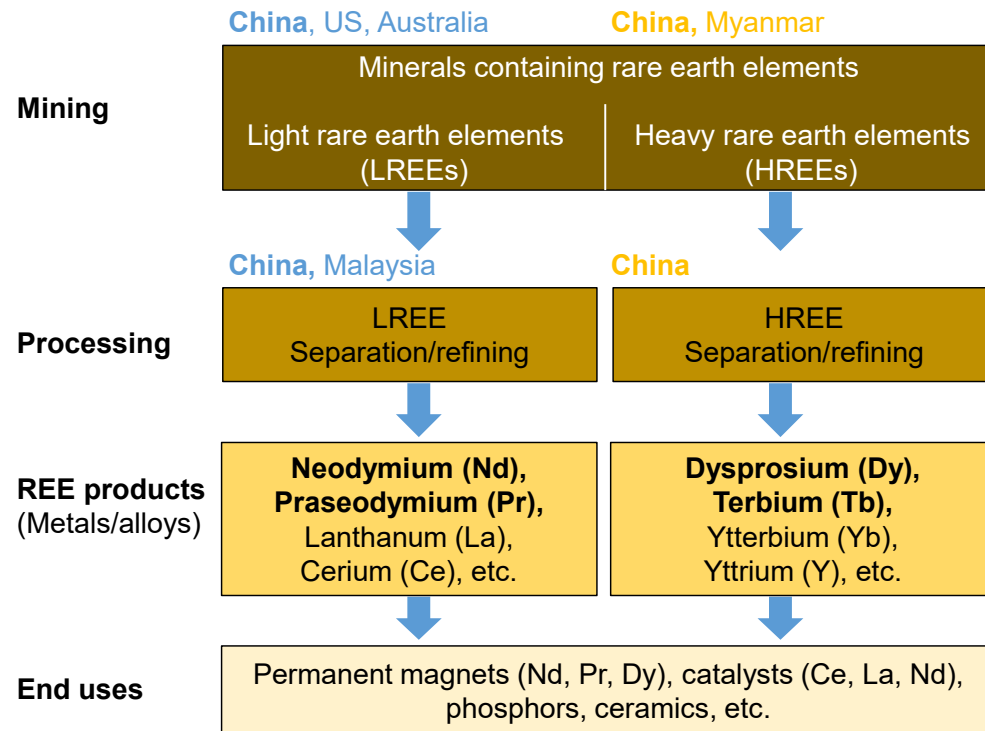 China, US, Australia
China, Myanmar
Mining
Minerals containing rare earth elements
Light rare earth elements
(LREEs)
Heavy rare earth elements
(HREEs)
China, Malaysia
China
Processing
LREE
Separation/refining
HREE
Separation/refining
REE products
(Metals/alloys)
Neodymium (Nd),
Praseodymium (Pr),
Lanthanum (La),
Cerium (Ce), etc.
Dysprosium (Dy),
Terbium (Tb),
Ytterbium (Yb),
Yttrium (Y), etc.
End uses
Permanent magnets (Nd, Pr, Dy), catalysts (Ce, La, Nd),
phosphors, ceramics, etc.